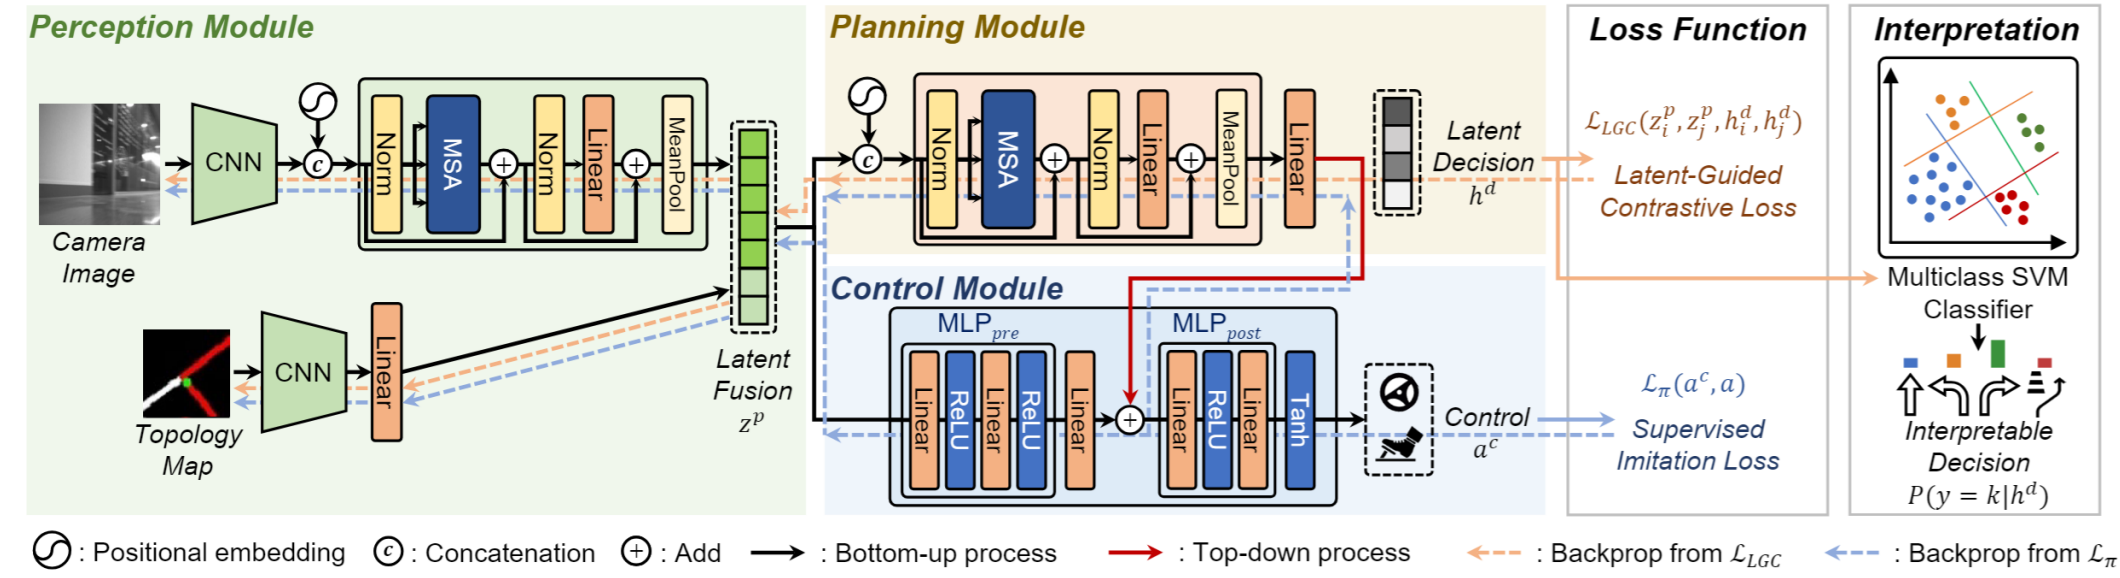 Perception Module
Planning Module
Loss Function
Interpretation
Camera
Image
CNN
c
Norm
MSA
+
Norm
Linear
+
MeanPool
Topology
Map
CNN
Linear
Latent
Fusion
z^p
c
Norm
MSA
+
Norm
Linear
+
MeanPool
Linear
Latent
Decision
h^d
Control Module
MLP_pre
Linear
ReLU
Linear
ReLU
Linear
+
MLP_post
Linear
ReLU
Linear
Tanh
Control
a^c
ℒ_LGC(z_i^p, z_j^p, h_i^d, h_j^d)
Latent-Guided
Contrastive Loss
ℒ_π(a^c, a)
Supervised
Imitation Loss
Multiclass SVM
Classifier
Interpretable
Decision
P(y = k|h^d)
: Positional embedding
c : Concatenation
+ : Add
: Bottom-up process
: Top-down process
: Backprop from ℒ_LGC
: Backprop from ℒ_π